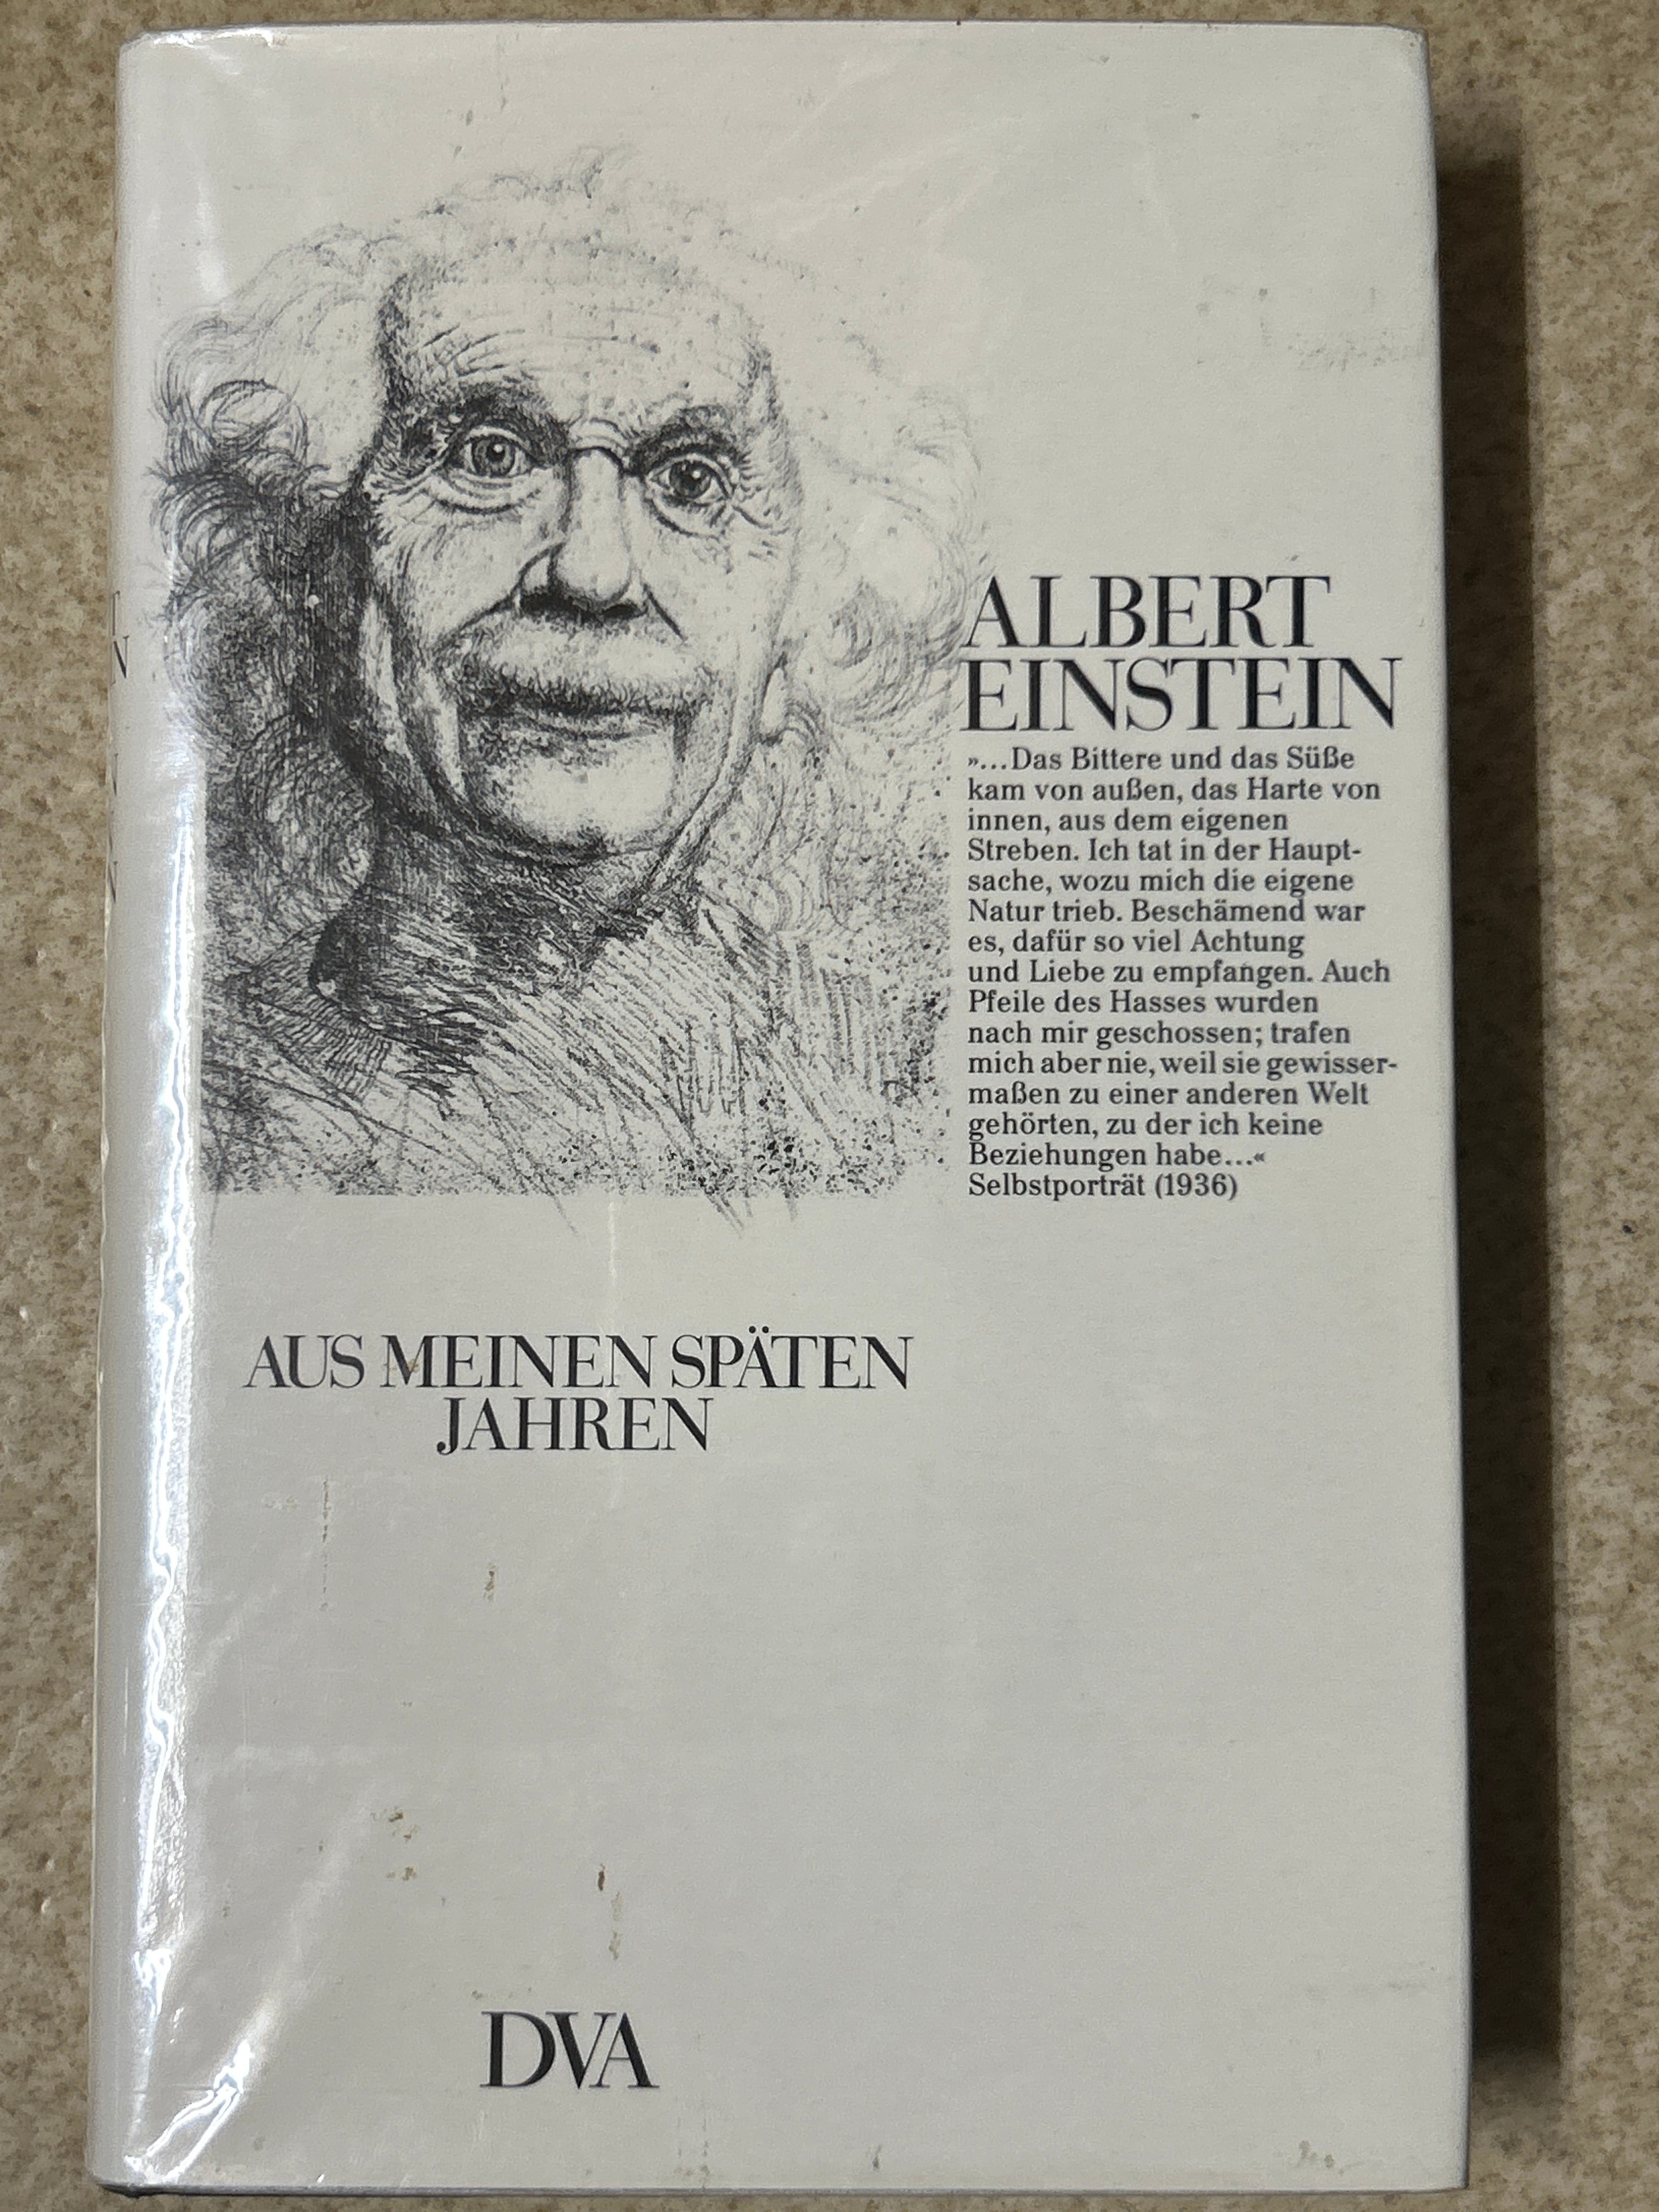 ALBERT
EINSTEIN
»...Das Bittere und das Süße
kam von außen, das Harte von
innen, aus dem eigenen
Streben. Ich tat in der Haupt-
sache, wozu mich die eigene
Natur trieb. Beschämend war
es, dafür so viel Achtung
und Liebe zu empfangen. Auch
Pfeile des Hasses wurden
nach mir geschossen; trafen
mich aber nie, weil sie gewisser-
maßen zu einer anderen Welt
gehörten, zu der ich keine
Beziehungen habe...«
Selbstporträt (1936)
AUS MEINEN SPÄTEN
JAHREN
DVA